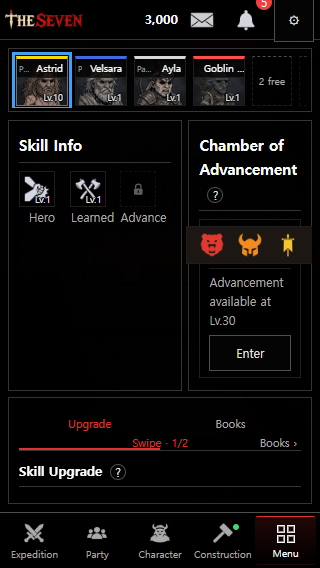 THE SEVEN
3,000
5
P... Astrid
Lv.10
P... Velsara
Lv.1
Pa... Ayla
Lv.1
Goblin ...
Lv.1
2 free
Skill Info
Lv.1
Lv.1
Hero
Learned
Advance
Chamber of
Advancement
?
Advancement
available at
Lv.30
Enter
Upgrade
Books
Swipe · 1/2
Books ›
Skill Upgrade ?
Expedition
Party
Character
Construction
Menu